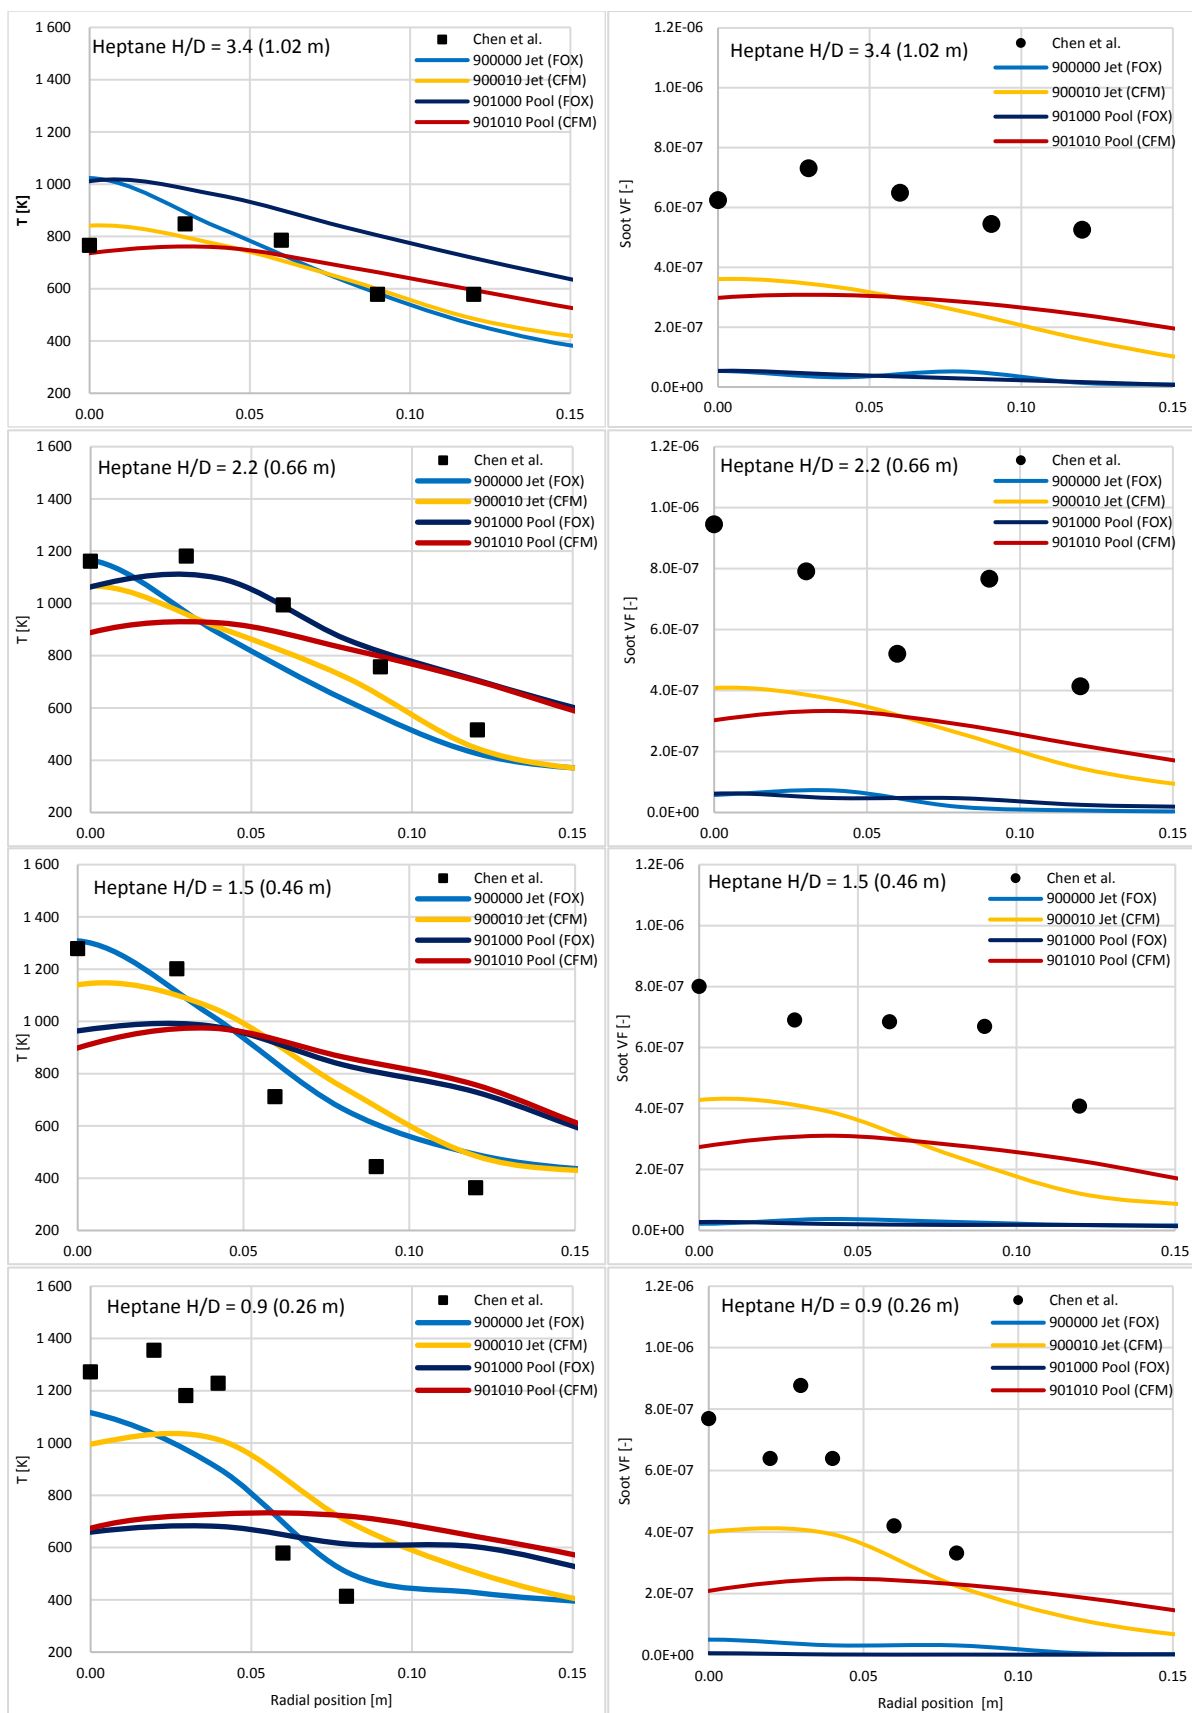 Heptane H/D = 3.4 (1.02 m)
Chen et al.
900000 Jet (FOX)
900010 Jet (CFM)
901000 Pool (FOX)
901010 Pool (CFM)
T [K]
1 600
1 400
1 200
1 000
800
600
400
200
0.00
0.05
0.10
0.15
Heptane H/D = 3.4 (1.02 m)
Chen et al.
900000 Jet (FOX)
900010 Jet (CFM)
901000 Pool (FOX)
901010 Pool (CFM)
Soot VF [-]
1.2E-06
1.0E-06
8.0E-07
6.0E-07
4.0E-07
2.0E-07
0.0E+00
0.00
0.05
0.10
0.15
Heptane H/D = 2.2 (0.66 m)
Chen et al.
900000 Jet (FOX)
900010 Jet (CFM)
901000 Pool (FOX)
901010 Pool (CFM)
T [K]
1 600
1 400
1 200
1 000
800
600
400
200
0.00
0.05
0.10
0.15
Heptane H/D = 2.2 (0.66 m)
Chen et al.
900000 Jet (FOX)
900010 Jet (CFM)
901000 Pool (FOX)
901010 Pool (CFM)
Soot VF [-]
1.2E-06
1.0E-06
8.0E-07
6.0E-07
4.0E-07
2.0E-07
0.0E+00
0.00
0.05
0.10
0.15
Heptane H/D = 1.5 (0.46 m)
Chen et al.
900000 Jet (FOX)
900010 Jet (CFM)
901000 Pool (FOX)
901010 Pool (CFM)
T [K]
1 600
1 400
1 200
1 000
800
600
400
200
0.00
0.05
0.10
0.15
Heptane H/D = 1.5 (0.46 m)
Chen et al.
900000 Jet (FOX)
900010 Jet (CFM)
901000 Pool (FOX)
901010 Pool (CFM)
Soot VF [-]
1.2E-06
1.0E-06
8.0E-07
6.0E-07
4.0E-07
2.0E-07
0.0E+00
0.00
0.05
0.10
0.15
Heptane H/D = 0.9 (0.26 m)
Chen et al.
900000 Jet (FOX)
900010 Jet (CFM)
901000 Pool (FOX)
901010 Pool (CFM)
T [K]
1 600
1 400
1 200
1 000
800
600
400
200
0.00
0.05
0.10
0.15
Radial position [m]
Heptane H/D = 0.9 (0.26 m)
Chen et al.
900000 Jet (FOX)
900010 Jet (CFM)
901000 Pool (FOX)
901010 Pool (CFM)
Soot VF [-]
1.2E-06
1.0E-06
8.0E-07
6.0E-07
4.0E-07
2.0E-07
0.0E+00
0.00
0.05
0.10
0.15
Radial position [m]